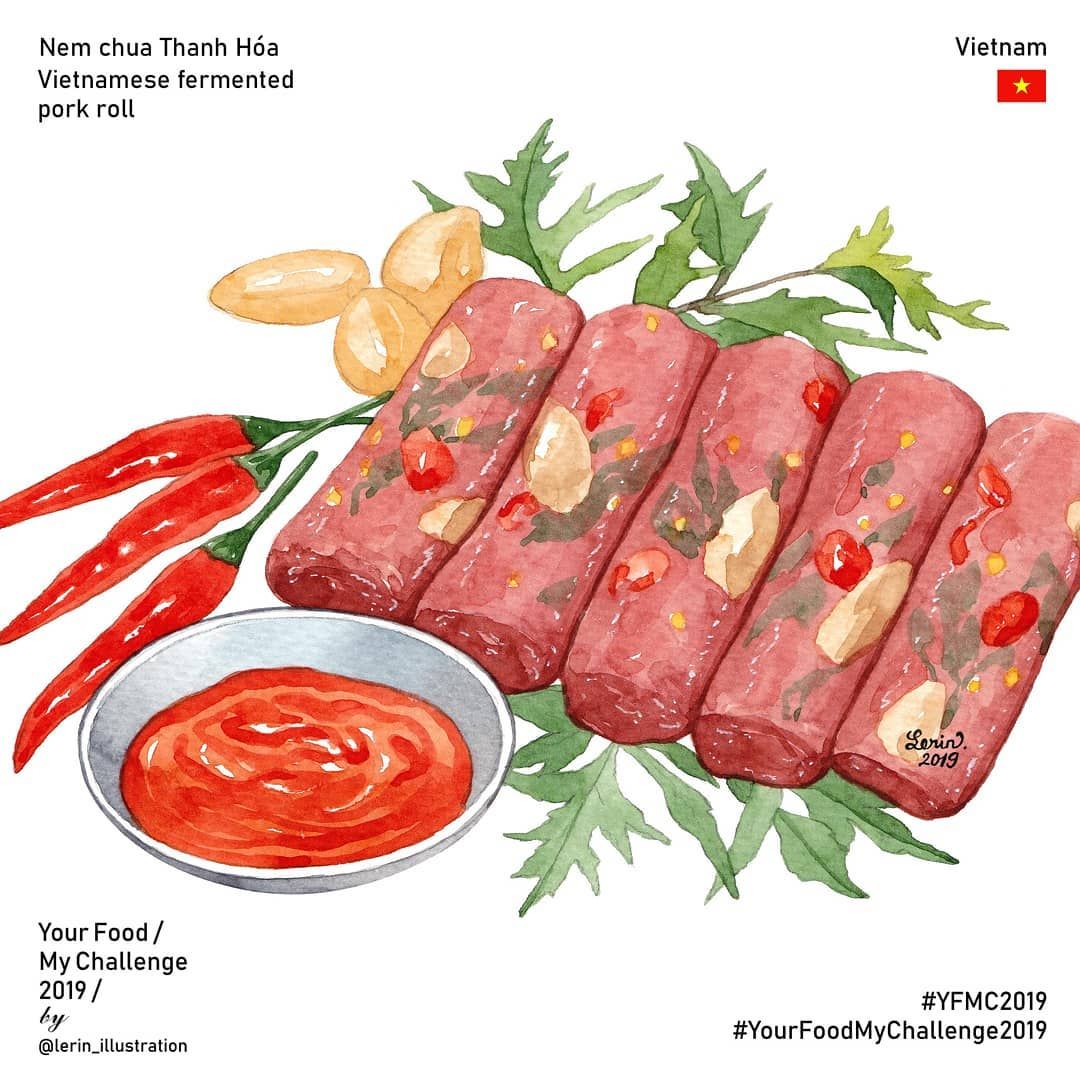 Nem chua Thanh Hóa
Vietnamese fermented
pork roll
Vietnam
Lerin.
2019
Your Food /
My Challenge
2019 /
by
@lerin_illustration
#YFMC2019
#YourFoodMyChallenge2019